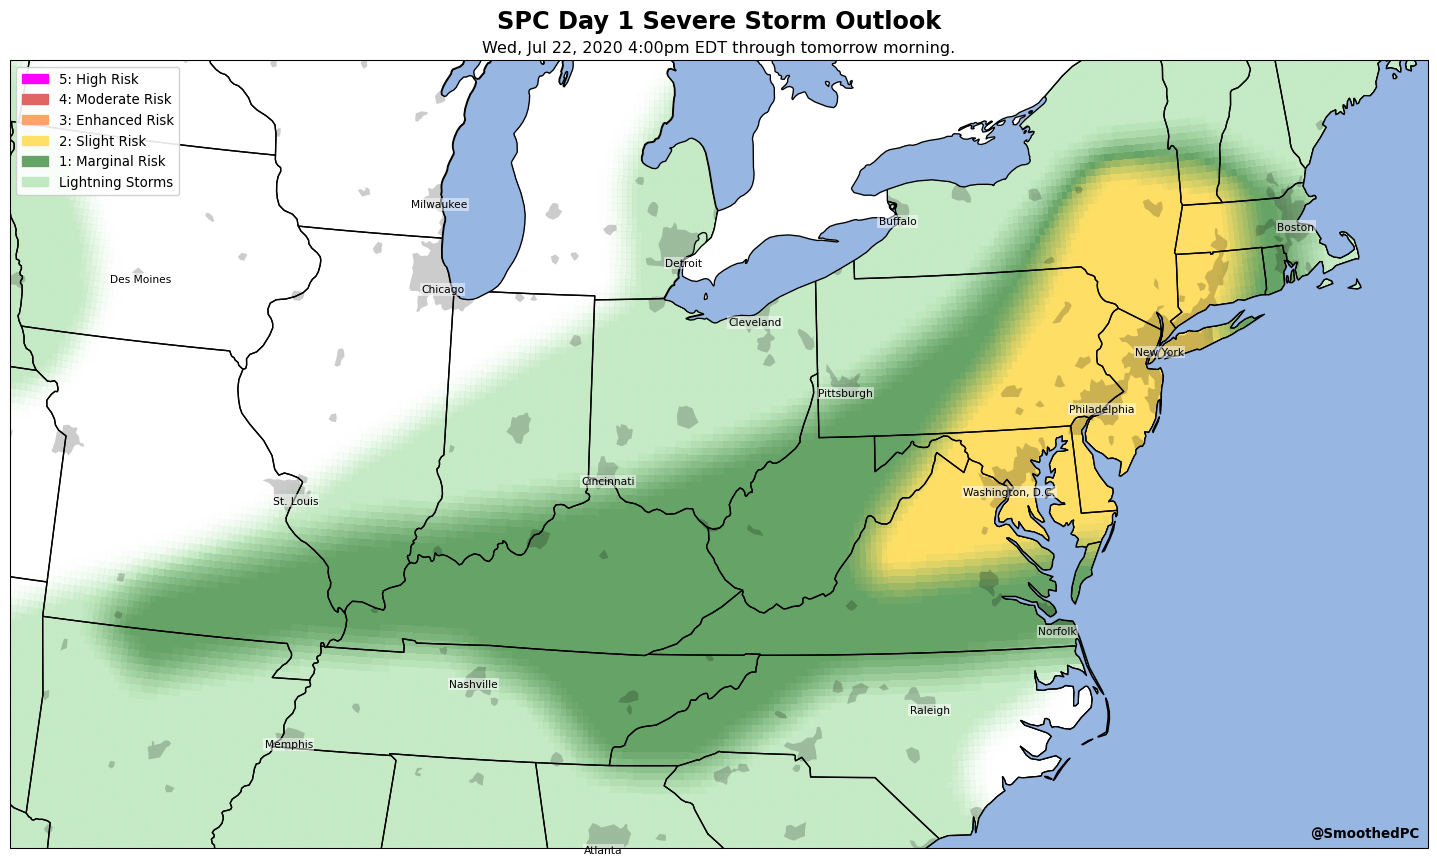 SPC Day 1 Severe Storm Outlook
Wed, Jul 22, 2020 4:00pm EDT through tomorrow morning.
5: High Risk
4: Moderate Risk
3: Enhanced Risk
2: Slight Risk
1: Marginal Risk
Lightning Storms
Milwaukee
Buffalo
Boston
Detroit
Des Moines
Chicago
Cleveland
New York
Pittsburgh
Philadelphia
Cincinnati
Washington, D.C.
St. Louis
Norfolk
Nashville
Raleigh
Memphis
@SmoothedPC
Atlanta